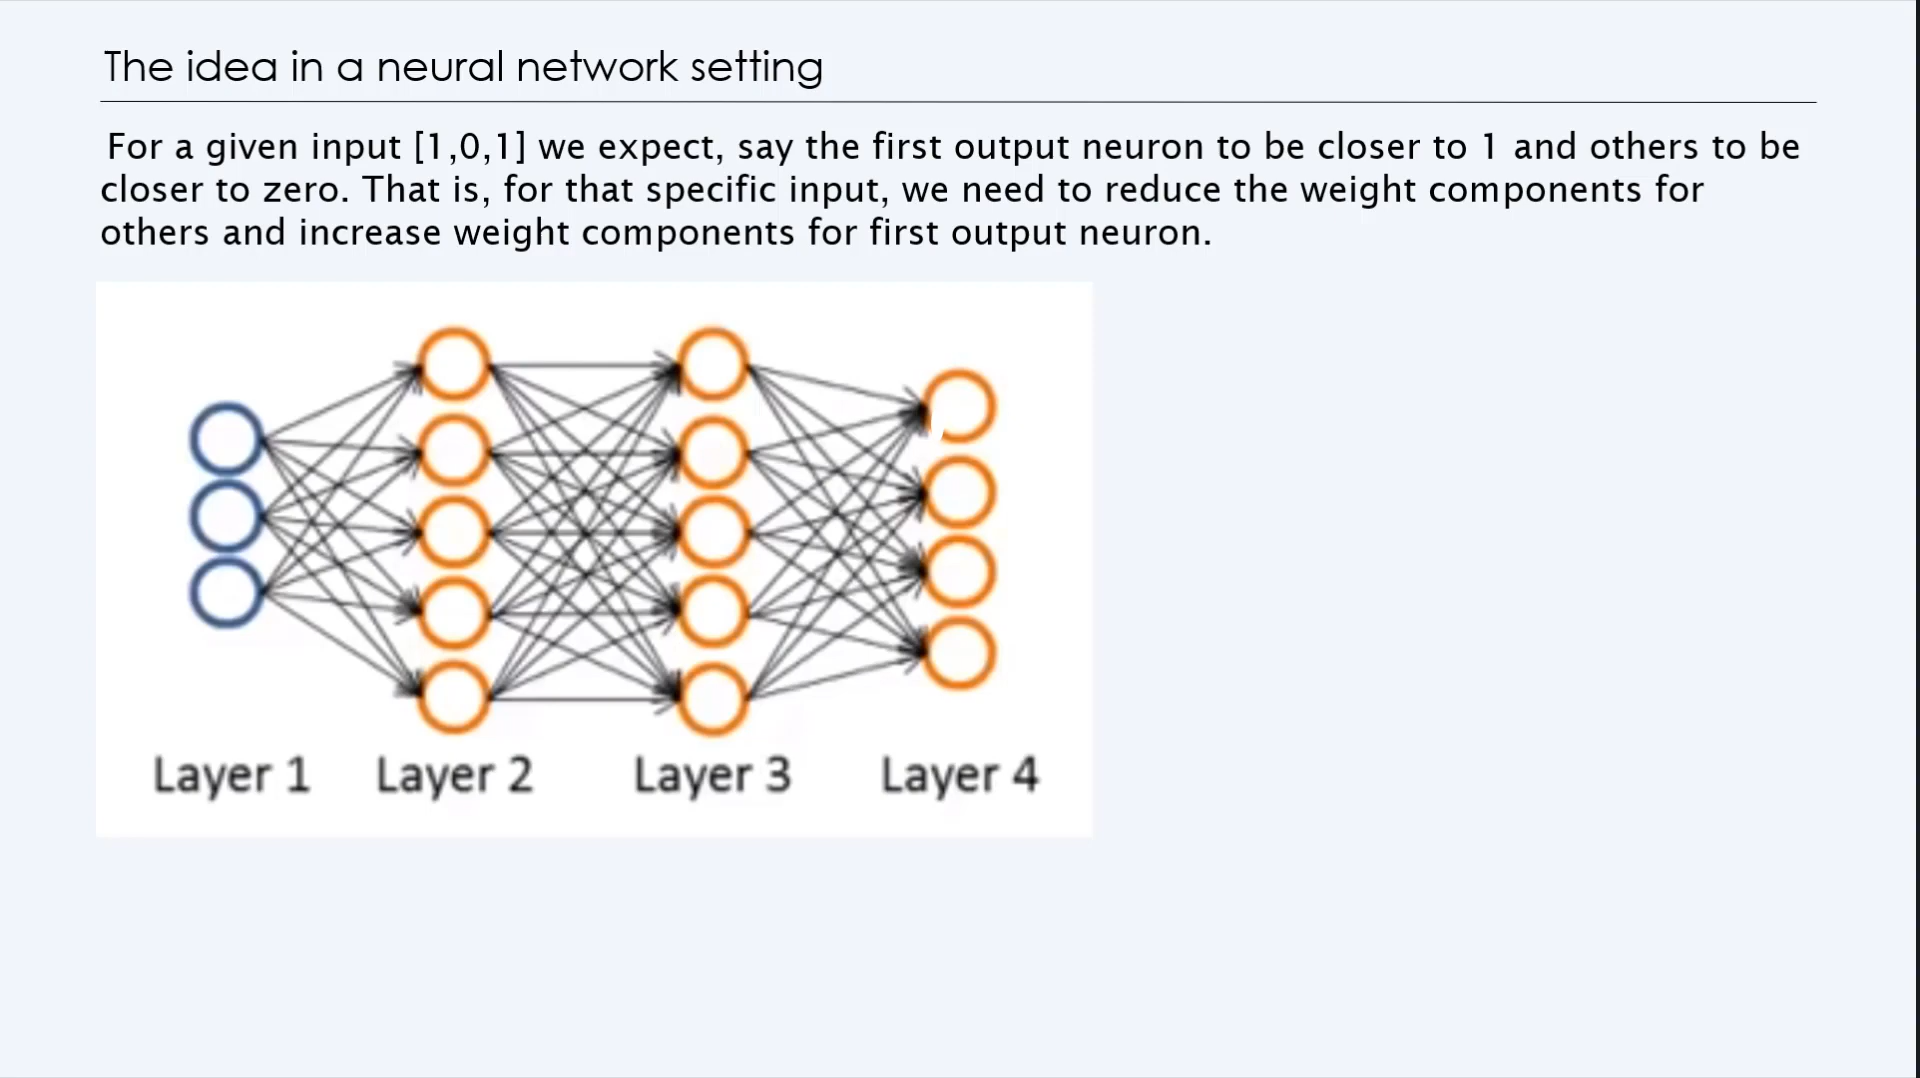 The idea in a neural network setting
For a given input [1,0,1] we expect, say the first output neuron to be closer to 1 and others to be
closer to zero. That is, for that specific input, we need to reduce the weight components for
others and increase weight components for first output neuron.
Layer 1 Layer 2 Layer 3 Layer 4